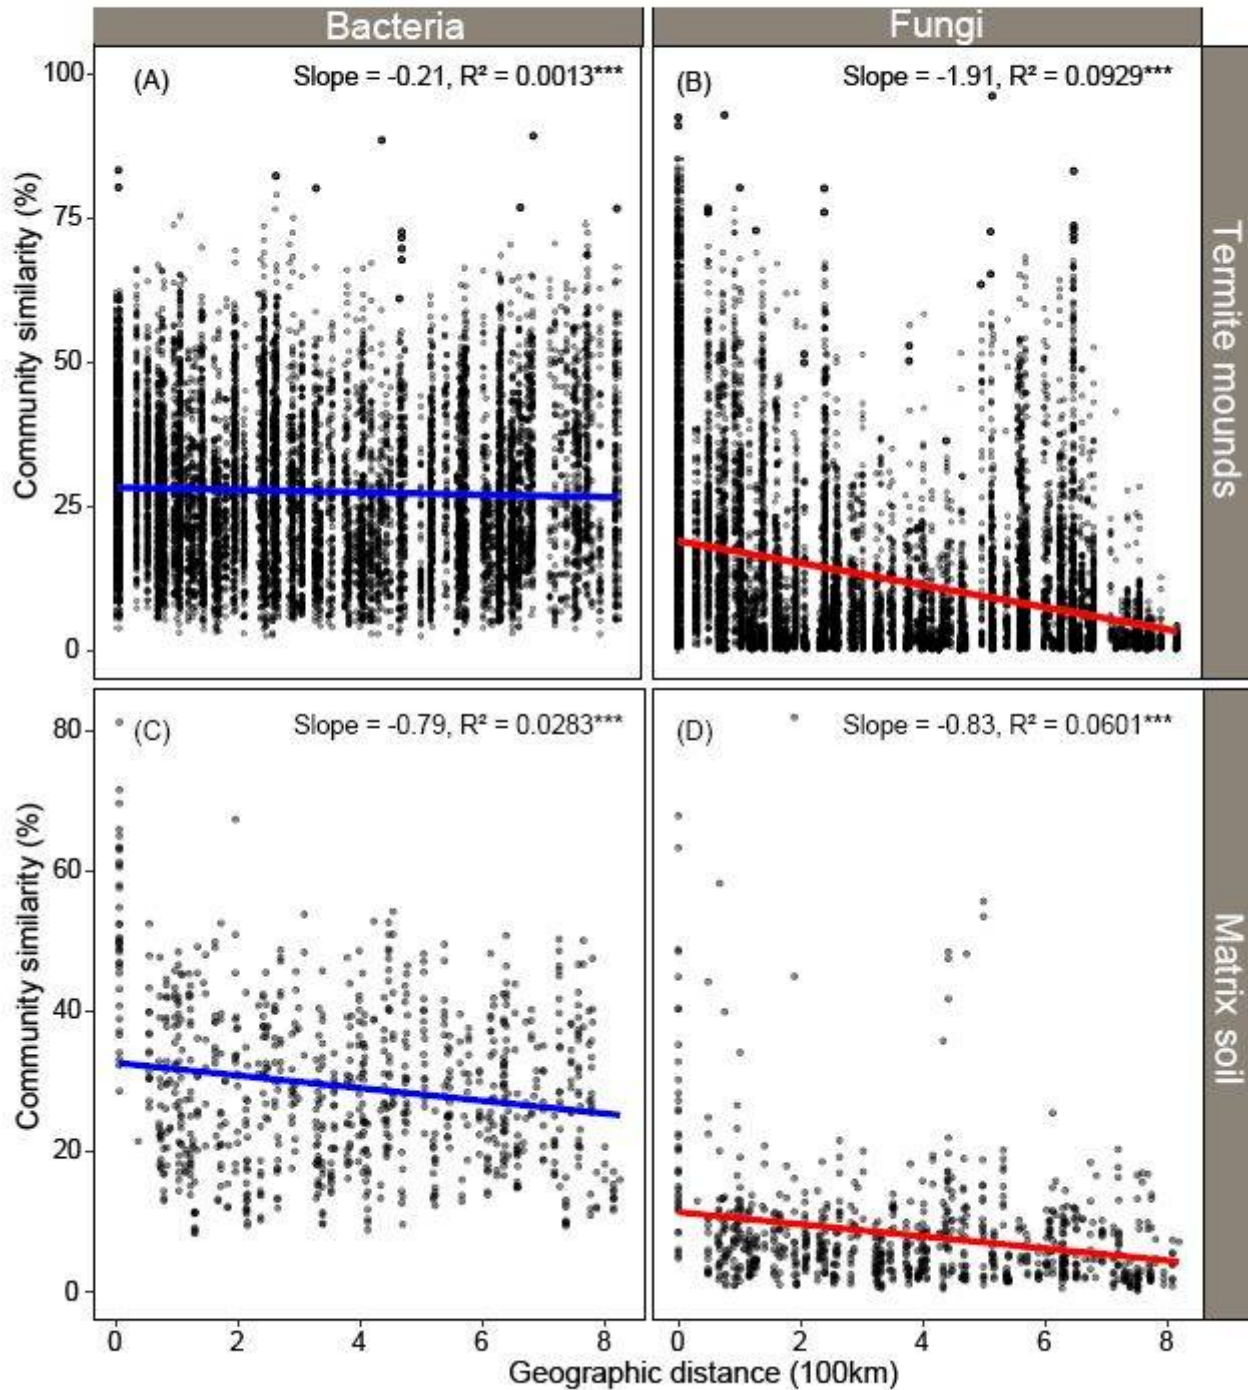 Bacteria
Fungi
(A)
Slope = -0.21, R² = 0.0013***
(B)
Slope = -1.91, R² = 0.0929***
100
75
50
25
0
Community similarity (%)
Termite mounds
(C)
Slope = -0.79, R² = 0.0283***
(D)
Slope = -0.83, R² = 0.0601***
80
60
40
20
0
Community similarity (%)
Matrix soil
0 2 4 6 8
0 2 4 6 8
Geographic distance (100km)